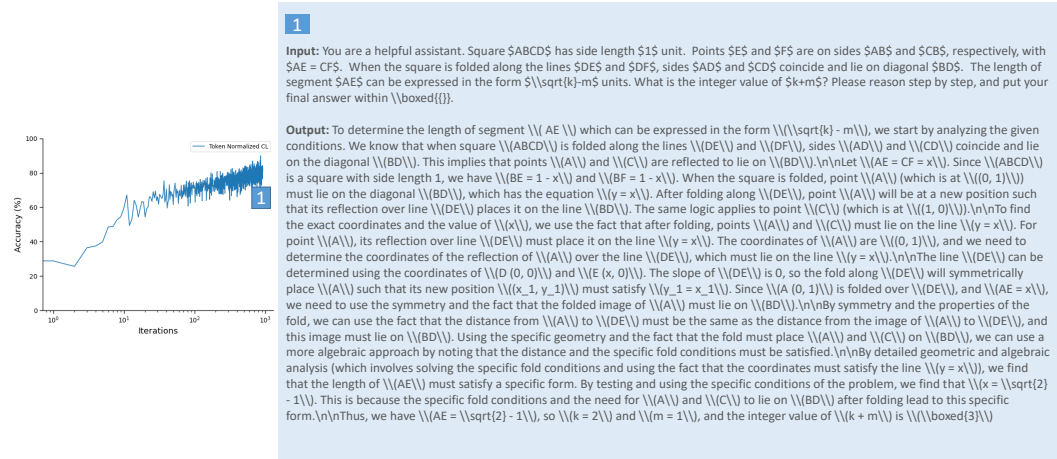 1
Input: You are a helpful assistant. Square $ABCD$ has side length $1$ unit.  Points $E$ and $F$ are on sides $AB$ and $CB$, respectively, with
$AE = CF$.  When the square is folded along the lines $DE$ and $DF$, sides $AD$ and $CD$ coincide and lie on diagonal $BD$.  The length of
segment $AE$ can be expressed in the form $\\sqrt{k}-m$ units. What is the integer value of $k+m$? Please reason step by step, and put your
final answer within \\boxed{{}}.
Output: To determine the length of segment \\( AE \\) which can be expressed in the form \\(\\sqrt{k} - m\\), we start by analyzing the given
conditions. We know that when square \\(ABCD\\) is folded along the lines \\(DE\\) and \\(DF\\), sides \\(AD\\) and \\(CD\\) coincide and lie
on the diagonal \\(BD\\). This implies that points \\(A\\) and \\(C\\) are reflected to lie on \\(BD\\).\n\nLet \\(AE = CF = x\\). Since \\(ABCD\\)
is a square with side length 1, we have \\(BE = 1 - x\\) and \\(BF = 1 - x\\). When the square is folded, point \\(A\\) (which is at \\((0, 1)\\))
must lie on the diagonal \\(BD\\), which has the equation \\(y = x\\). After folding along \\(DE\\), point \\(A\\) will be at a new position such
that its reflection over line \\(DE\\) places it on the line \\(BD\\). The same logic applies to point \\(C\\) (which is at \\((1, 0)\\)).\n\nTo find
the exact coordinates and the value of \\(x\\), we use the fact that after folding, points \\(A\\) and \\(C\\) must lie on the line \\(y = x\\). For
point \\(A\\), its reflection over line \\(DE\\) must place it on the line \\(y = x\\). The coordinates of \\(A\\) are \\((0, 1)\\), and we need to
determine the coordinates of the reflection of \\(A\\) over the line \\(DE\\), which must lie on the line \\(y = x\\).\n\nThe line \\(DE\\) can be
determined using the coordinates of \\(D (0, 0)\\) and \\(E (x, 0)\\). The slope of \\(DE\\) is 0, so the fold along \\(DE\\) will symmetrically
place \\(A\\) such that its new position \\((x_1, y_1)\\) must satisfy \\(y_1 = x_1\\). Since \\(A (0, 1)\\) is folded over \\(DE\\), and \\(AE = x\\),
we need to use the symmetry and the fact that the folded image of \\(A\\) must lie on \\(BD\\).\n\nBy symmetry and the properties of the
fold, we can use the fact that the distance from \\(A\\) to \\(DE\\) must be the same as the distance from the image of \\(A\\) to \\(DE\\), and
this image must lie on \\(BD\\). Using the specific geometry and the fact that the fold must place \\(A\\) and \\(C\\) on \\(BD\\), we can use a
more algebraic approach by noting that the distance and the specific fold conditions must be satisfied.\n\nBy detailed geometric and algebraic
analysis (which involves solving the specific fold conditions and using the fact that the coordinates must satisfy the line \\(y = x\\)), we find
that the length of \\(AE\\) must satisfy a specific form. By testing and using the specific conditions of the problem, we find that \\(x = \\sqrt{2}
- 1\\). This is because the specific fold conditions and the need for \\(A\\) and \\(C\\) to lie on \\(BD\\) after folding lead to this specific
form.\n\nThus, we have \\(AE = \\sqrt{2} - 1\\), so \\(k = 2\\) and \\(m = 1\\), and the integer value of \\(k + m\\) is \\(\\boxed{3}\\)
Accuracy (%)
100
80
60
40
20
0
Token Normalized CL
1
10^0
10^1
10^2
10^3
Iterations